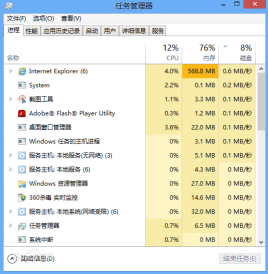 任务管理器
文件(F) 选项(O) 查看(V)
进程 性能 应用历史记录 启动 用户 详细信息 服务
12% 76% 8%
名称 CPU 内存 磁盘
Internet Explorer (6) 4.0% 568.8 MB 0.6 MB/秒
System 2.2% 0.1 MB 0.2 MB/秒
截图工具 1.1% 3.3 MB 0.1 MB/秒
Adobe® Flash® Player Utility 0.3% 1.2 MB 0.1 MB/秒
桌面窗口管理器 3.6% 22.0 MB 0.1 MB/秒
Windows 任务的主机进程 0% 3.1 MB 0.1 MB/秒
服务主机: 本地服务(无网络) (3) 0% 5.1 MB 0.1 MB/秒
服务主机: 本地服务 (6) 0% 4.3 MB 0 MB/秒
Windows 资源管理器 0% 27.0 MB 0 MB/秒
360杀毒 实时监控 0% 14.6 MB 0 MB/秒
服务主机: 本地系统(网络受限) (6) 0% 32.0 MB 0 MB/秒
任务管理器 0.7% 6.5 MB 0 MB/秒
系统中断 0.7% 0 MB 0 MB/秒
简略信息(D) 结束任务(E)